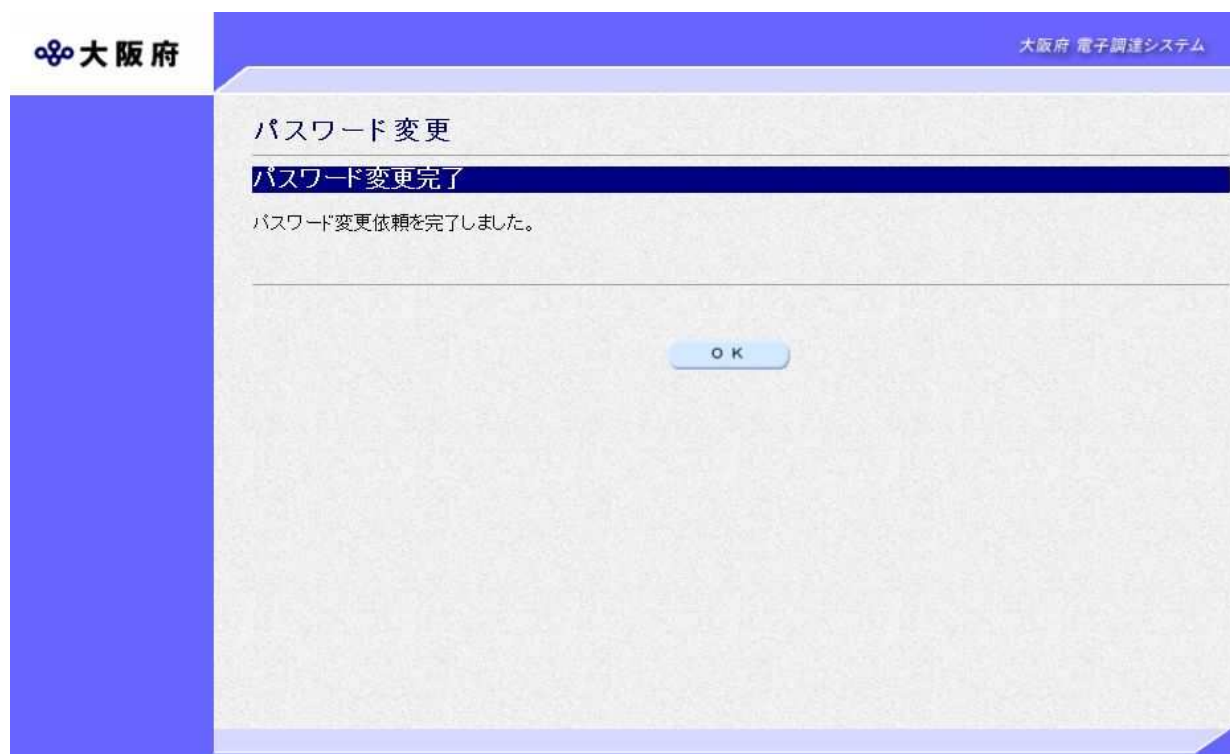 大阪府
大阪府 電子調達システム
パスワード変更
パスワード変更完了
パスワード変更依頼を完了しました。
OK